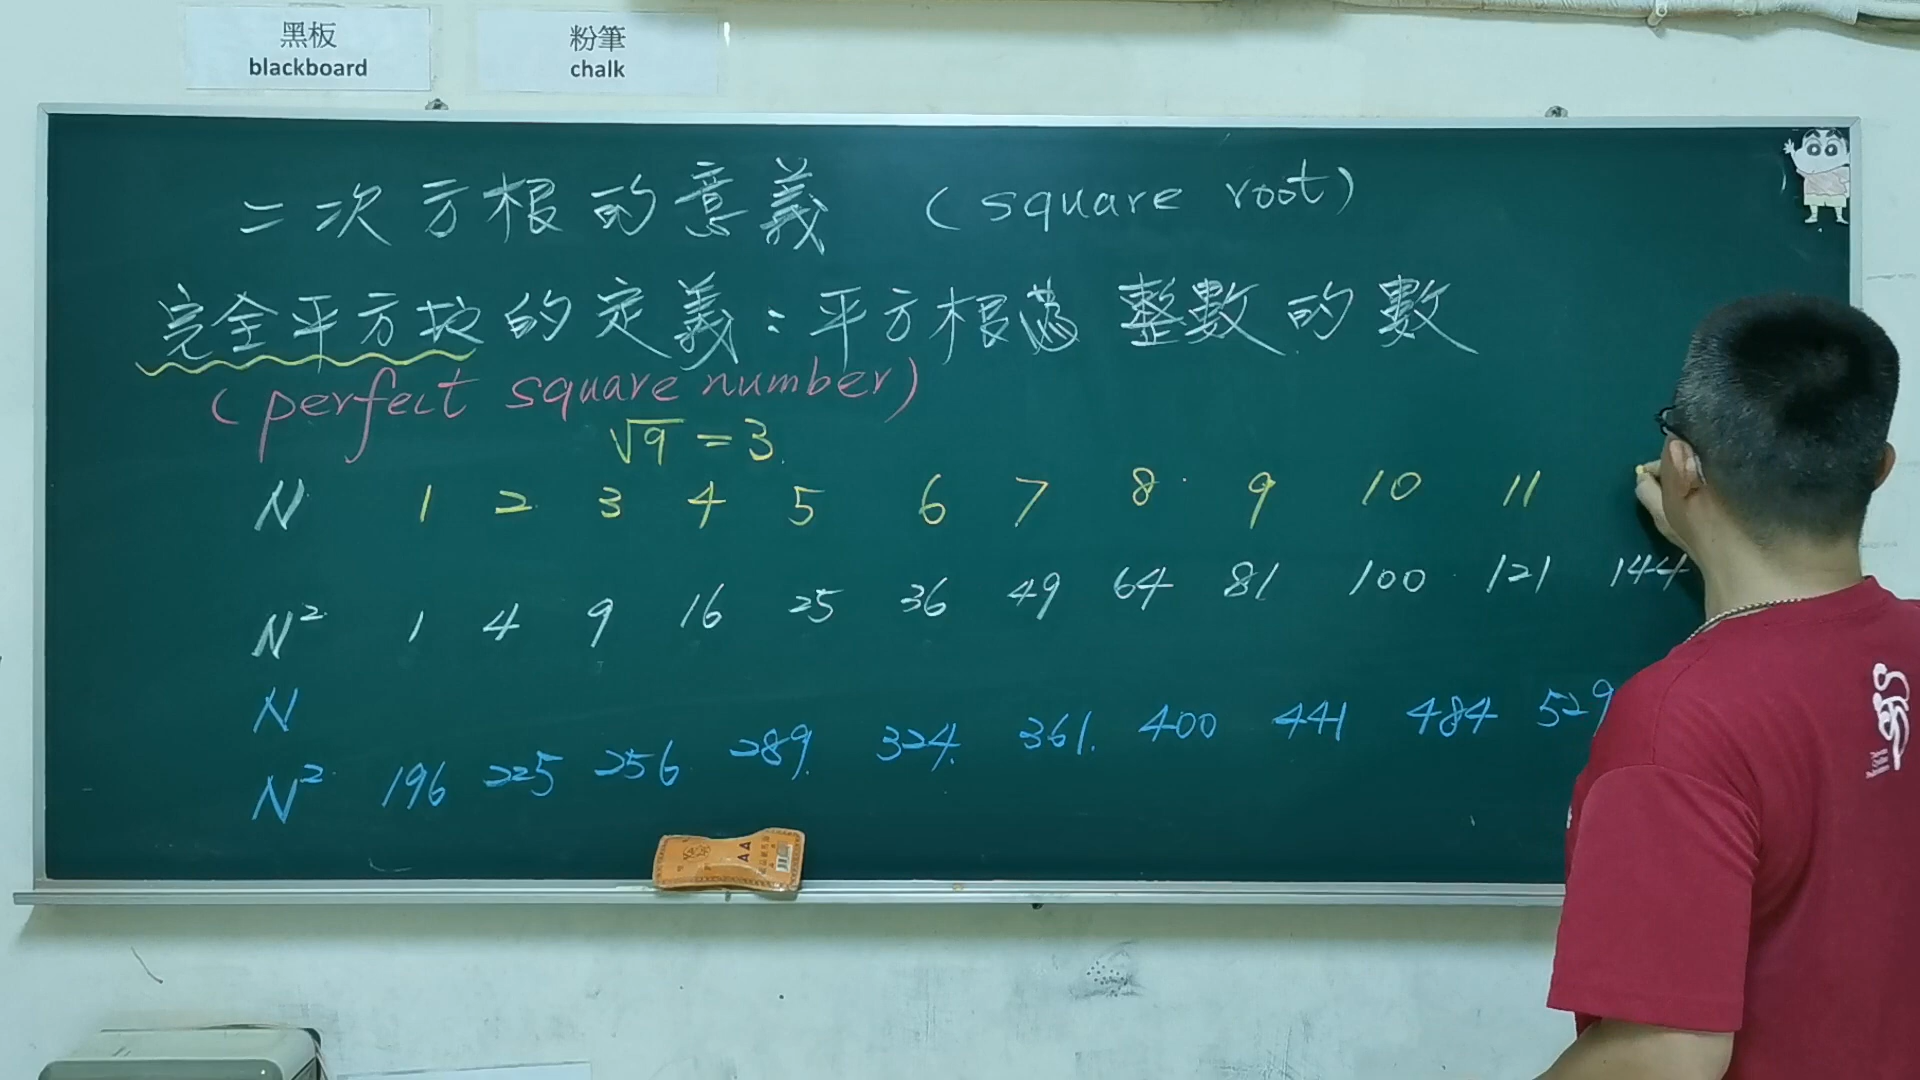 黑板
blackboard
粉筆
chalk
二次方根的意義 (square root)
完全平方数的定義:平方根為整數的數
(perfect square number)
√9 = 3
N 1 2 3 4 5 6 7 8 9 10 11
N² 1 4 9 16 25 36 49 64 81 100 121 144
N
N² 196 225 256 289 324 361 400 441 484 529
AA